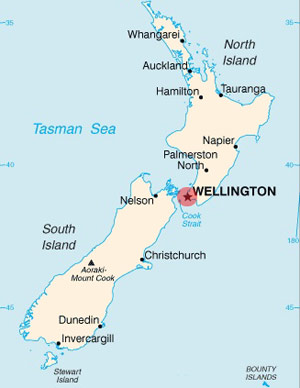 35
35
Whangarei
North
Island
Auckland
Hamilton
Tauranga
Tasman Sea
Napier
Palmerston
North
40
40
WELLINGTON
Nelson
Cook
Strait
South
Island
180
Christchurch
Aoraki-
Mount Cook
45
45
Dunedin
Invercargill
Stewart
Island
BOUNTY
ISLANDS